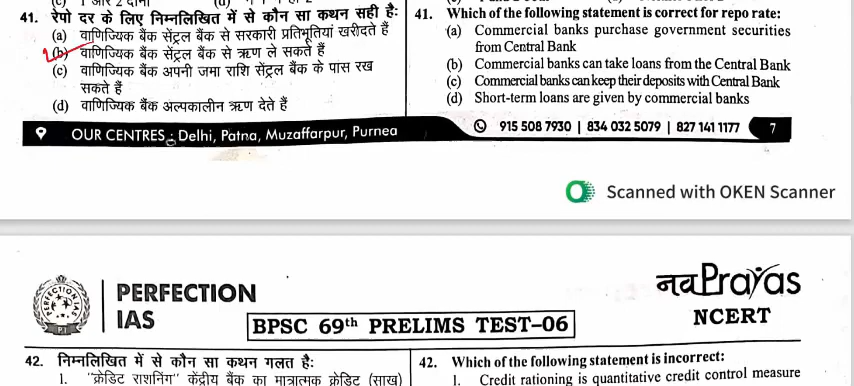 41. रेपो दर के लिए निम्नलिखित में से कौन सा कथन सही है:
(a) वाणिज्यिक बैंक सेंट्रल बैंक से सरकारी प्रतिभूतियां खरीदते हैं
(b) वाणिज्यिक बैंक सेंट्रल बैंक से ऋण ले सकते हैं
(c) वाणिज्यिक बैंक अपनी जमा राशि सेंट्रल बैंक के पास रख
सकते हैं
(d) वाणिज्यिक बैंक अल्पकालीन ऋण देते हैं
41. Which of the following statement is correct for repo rate:
(a) Commercial banks purchase government securities
from Central Bank
(b) Commercial banks can take loans from the Central Bank
(c) Commercial banks can keep their deposits with Central Bank
(d) Short-term loans are given by commercial banks
OUR CENTRES : Delhi, Patna, Muzaffarpur, Purnea
915 508 7930 | 834 032 5079 | 827 141 1177 7
Scanned with OKEN Scanner
PERFECTION
IAS
BPSC 69th PRELIMS TEST-06
नवPrayas
NCERT
42. निम्नलिखित में से कौन सा कथन गलत है:
1. "क्रेडिट राशनिंग" केंद्रीय बैंक का मात्रात्मक क्रेडिट (साख)
42. Which of the following statement is incorrect:
1. Credit rationing is quantitative credit control measure